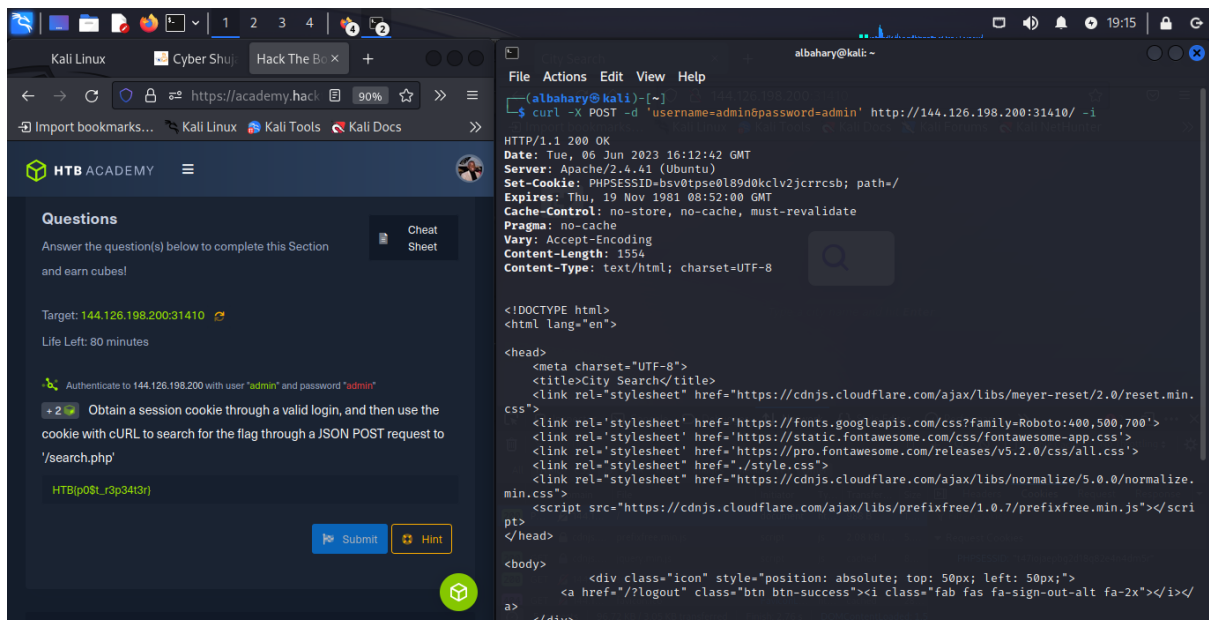 1 2 3 4
4
2
19:15
Kali Linux
Cyber Shuj
Hack The Bo
https://academy.hack
90%
Import bookmarks...
Kali Linux
Kali Tools
Kali Docs
HTB ACADEMY
Questions
Answer the question(s) below to complete this Section
and earn cubes!
Cheat
Sheet
Target: 144.126.198.200:31410
Life Left: 80 minutes
Authenticate to 144.126.198.200 with user "admin" and password "admin"
+ 2 Obtain a session cookie through a valid login, and then use the
cookie with cURL to search for the flag through a JSON POST request to
'/search.php'
HTB{p0$t_r3p34t3r}
Submit
Hint
albahary@kali: ~
File Actions Edit View Help
(albahary㉿kali)-[~]
$ curl -X POST -d 'username=admin&password=admin' http://144.126.198.200:31410/ -i
HTTP/1.1 200 OK
Date: Tue, 06 Jun 2023 16:12:42 GMT
Server: Apache/2.4.41 (Ubuntu)
Set-Cookie: PHPSESSID=bsv0tpse0l89d0kclv2jcrrcsb; path=/
Expires: Thu, 19 Nov 1981 08:52:00 GMT
Cache-Control: no-store, no-cache, must-revalidate
Pragma: no-cache
Vary: Accept-Encoding
Content-Length: 1554
Content-Type: text/html; charset=UTF-8
<!DOCTYPE html>
<html lang="en">
<head>
<meta charset="UTF-8">
<title>City Search</title>
<link rel="stylesheet" href="https://cdnjs.cloudflare.com/ajax/libs/meyer-reset/2.0/reset.min.
css">
<link rel='stylesheet' href='https://fonts.googleapis.com/css?family=Roboto:400,500,700'>
<link rel='stylesheet' href='https://static.fontawesome.com/css/fontawesome-app.css'>
<link rel='stylesheet' href='https://pro.fontawesome.com/releases/v5.2.0/css/all.css'>
<link rel="stylesheet" href="./style.css">
<link rel="stylesheet" href="https://cdnjs.cloudflare.com/ajax/libs/normalize/5.0.0/normalize.
min.css">
<script src="https://cdnjs.cloudflare.com/ajax/libs/prefixfree/1.0.7/prefixfree.min.js"></scri
pt>
</head>
<body>
<div class="icon" style="position: absolute; top: 50px; left: 50px;">
<a href="/?logout" class="btn btn-success"><i class="fab fas fa-sign-out-alt fa-2x"></i></
a>
</div>